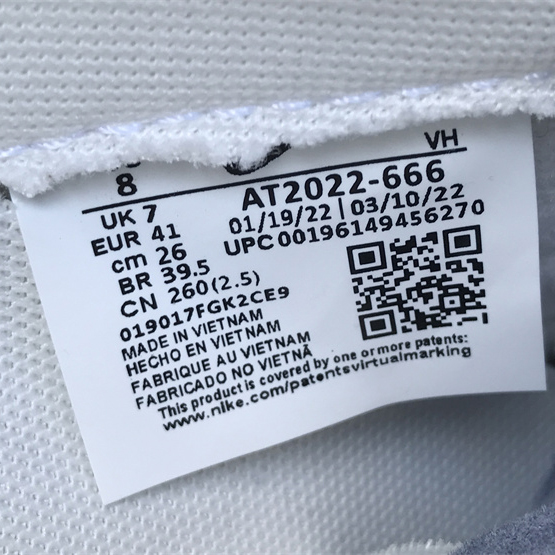 VH
8
AT2022-666
UK 7
01/19/22 | 03/10/22
EUR 41
UPC 00196149456270
cm 26
BR 39.5
CN 260(2.5)
019017FGK2CE9
MADE IN VIETNAM
HECHO EN VIETNAM
FABRIQUE AU VIETNAM
FABRICADO NO VIETNÃ
This product is covered by one or more patents:
www.nike.com/patentsvirtualmarking